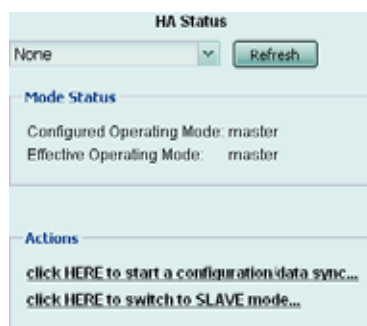 HA Status
None Refresh
Mode Status
Configured Operating Mode: master
Effective Operating Mode: master
Actions
click HERE to start a configuration/data sync...
click HERE to switch to SLAVE mode...